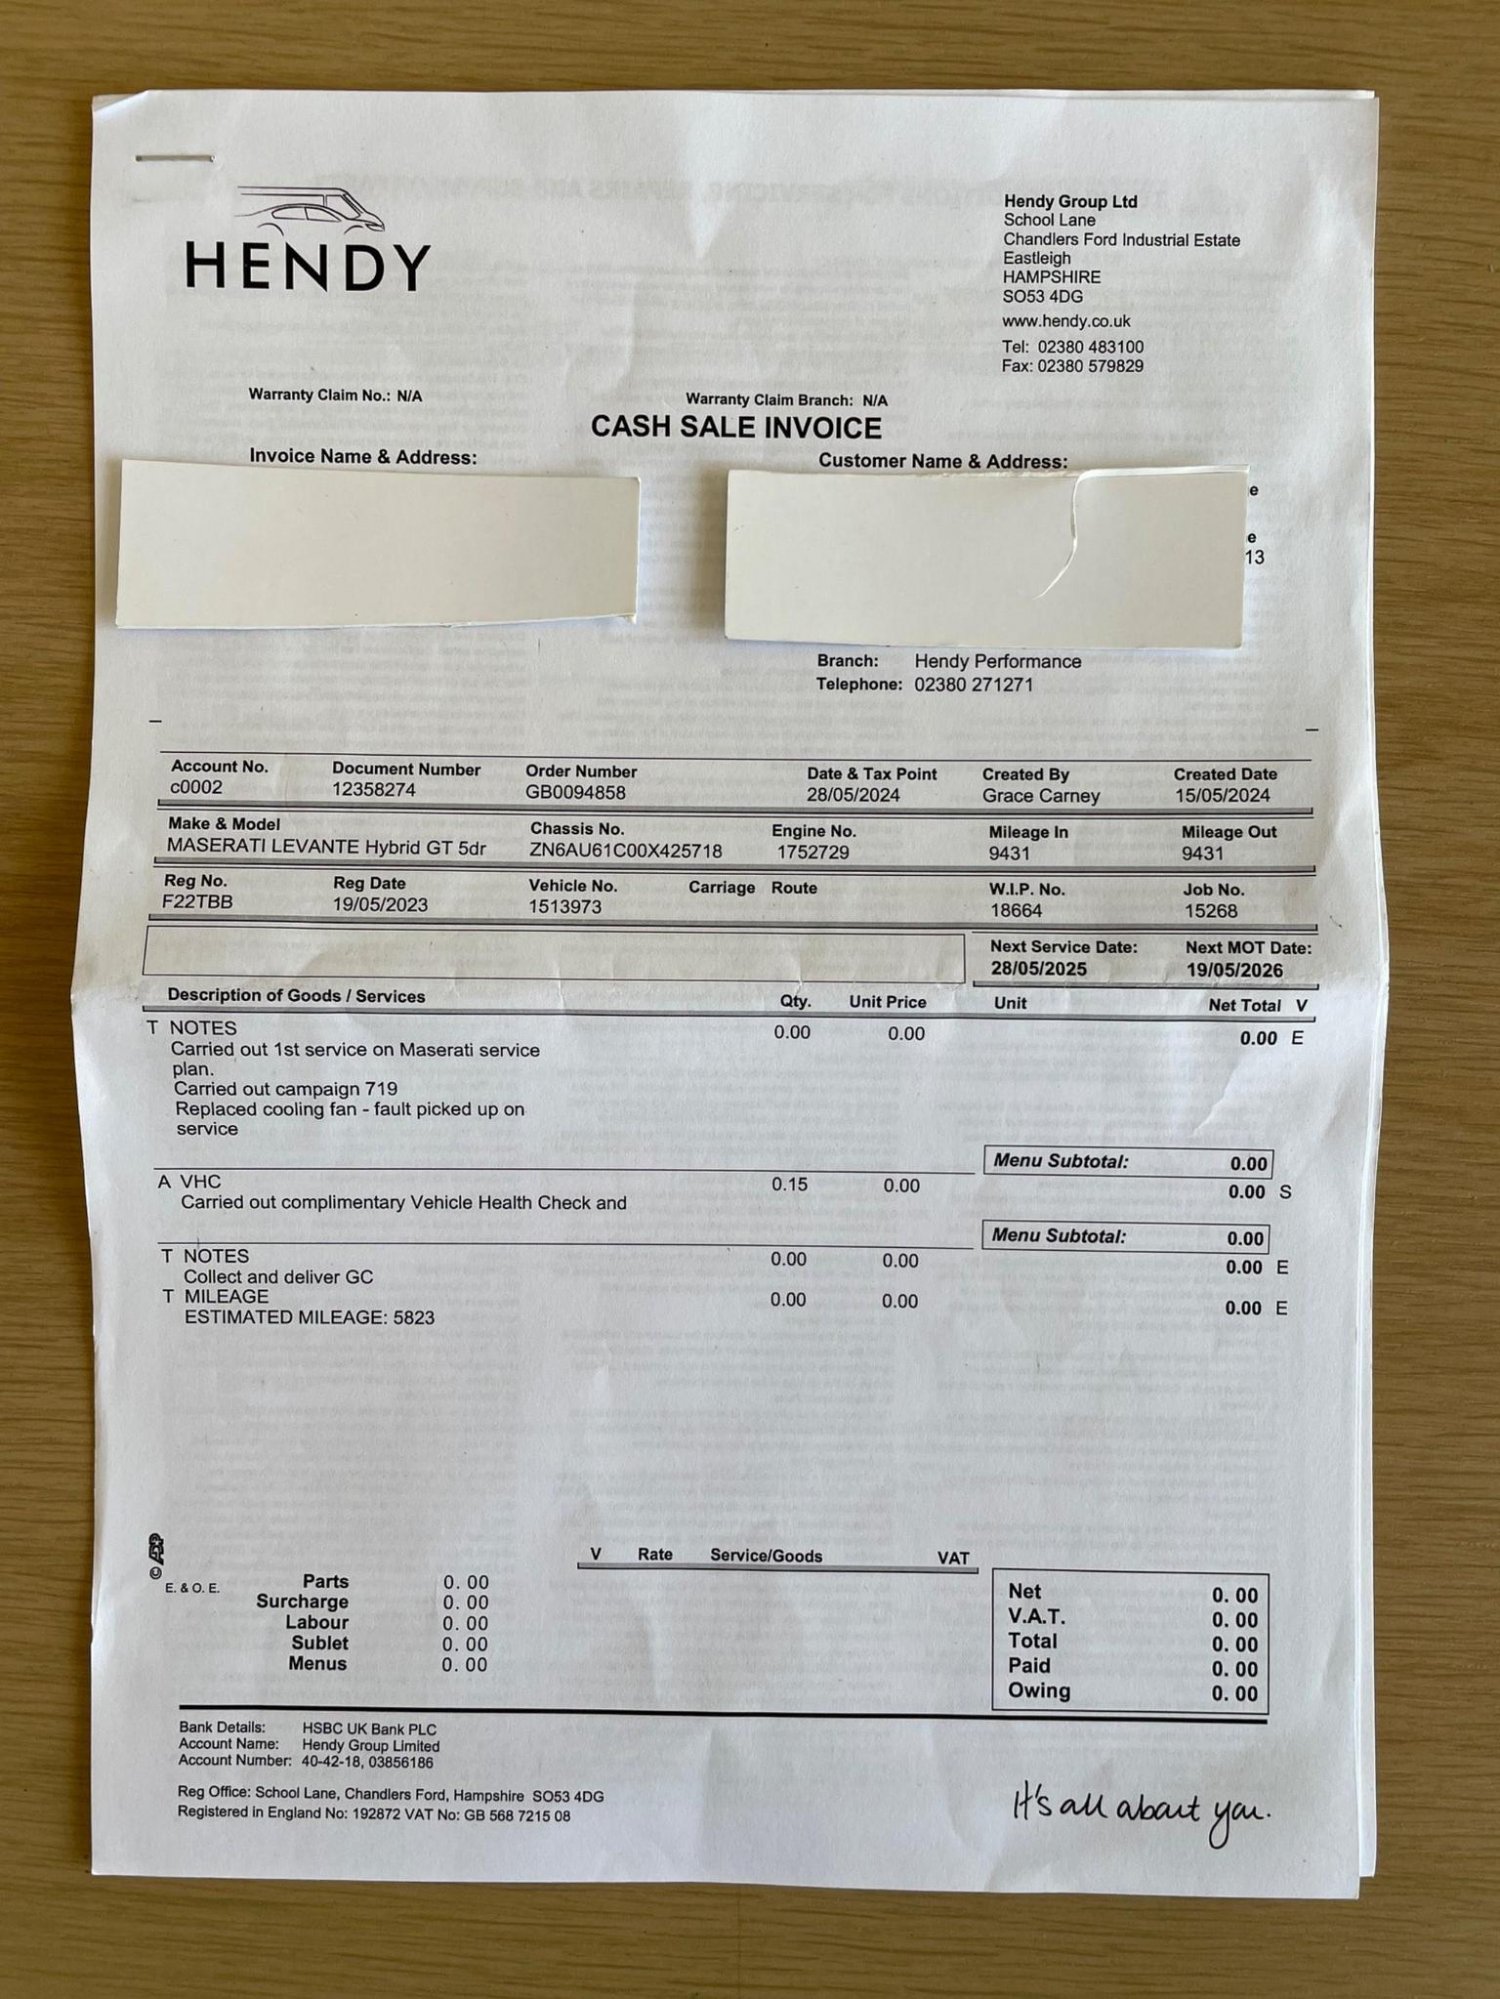 HENDY
Hendy Group Ltd
School Lane
Chandlers Ford Industrial Estate
Eastleigh
HAMPSHIRE
SO53 4DG
www.hendy.co.uk
Tel: 02380 483100
Fax: 02380 579829
Warranty Claim No.: N/A
Warranty Claim Branch: N/A
CASH SALE INVOICE
Invoice Name & Address:
Customer Name & Address:
e
e
13
Branch: Hendy Performance
Telephone: 02380 271271
Account No. Document Number Order Number Date & Tax Point Created By Created Date
c0002 12358274 GB0094858 28/05/2024 Grace Carney 15/05/2024
Make & Model Chassis No. Engine No. Mileage In Mileage Out
MASERATI LEVANTE Hybrid GT 5dr ZN6AU61C00X425718 1752729 9431 9431
Reg No. Reg Date Vehicle No. Carriage Route W.I.P. No. Job No.
F22TBB 19/05/2023 1513973 18664 15268
Next Service Date: Next MOT Date:
28/05/2025 19/05/2026
Description of Goods / Services Qty. Unit Price Unit Net Total V
T NOTES 0.00 0.00 0.00 E
Carried out 1st service on Maserati service
plan.
Carried out campaign 719
Replaced cooling fan - fault picked up on
service
Menu Subtotal: 0.00
A VHC 0.15 0.00 0.00 S
Carried out complimentary Vehicle Health Check and
Menu Subtotal: 0.00
T NOTES 0.00 0.00 0.00 E
Collect and deliver GC
T MILEAGE 0.00 0.00 0.00 E
ESTIMATED MILEAGE: 5823
© ADP
E. & O. E.
V Rate Service/Goods VAT
Parts 0.00
Surcharge 0.00
Labour 0.00
Sublet 0.00
Menus 0.00
Net 0.00
V.A.T. 0.00
Total 0.00
Paid 0.00
Owing 0.00
Bank Details: HSBC UK Bank PLC
Account Name: Hendy Group Limited
Account Number: 40-42-18, 03856186
Reg Office: School Lane, Chandlers Ford, Hampshire SO53 4DG
Registered in England No: 192872 VAT No: GB 568 7215 08
It's all about you.